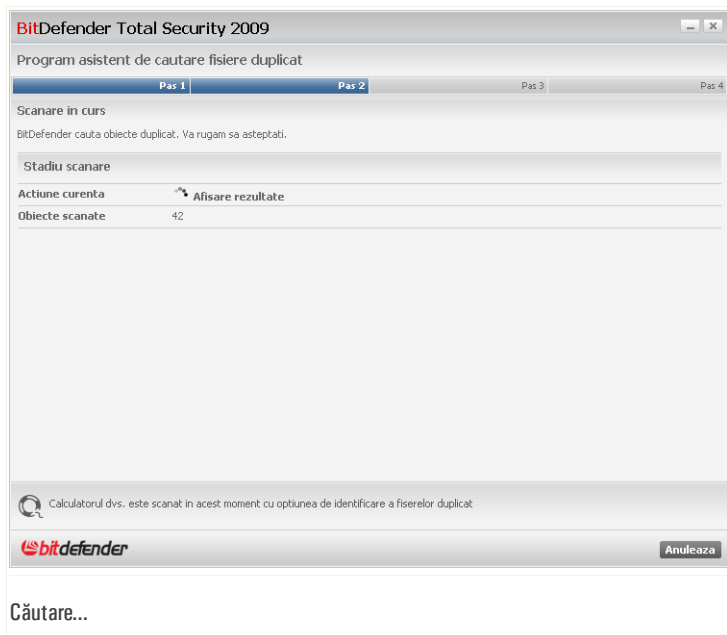 BitDefender Total Security 2009
Program asistent de cautare fisiere duplicat
Pas 1 Pas 2 Pas 3 Pas 4
Scanare in curs
BitDefender cauta obiecte duplicat. Va rugam sa asteptati.
Stadiu scanare
Actiune curenta Afisare rezultate
Obiecte scanate 42
Calculatorul dvs. este scanat in acest moment cu optiunea de identificare a fiserelor duplicat
bitdefender Anuleaza
Căutare...